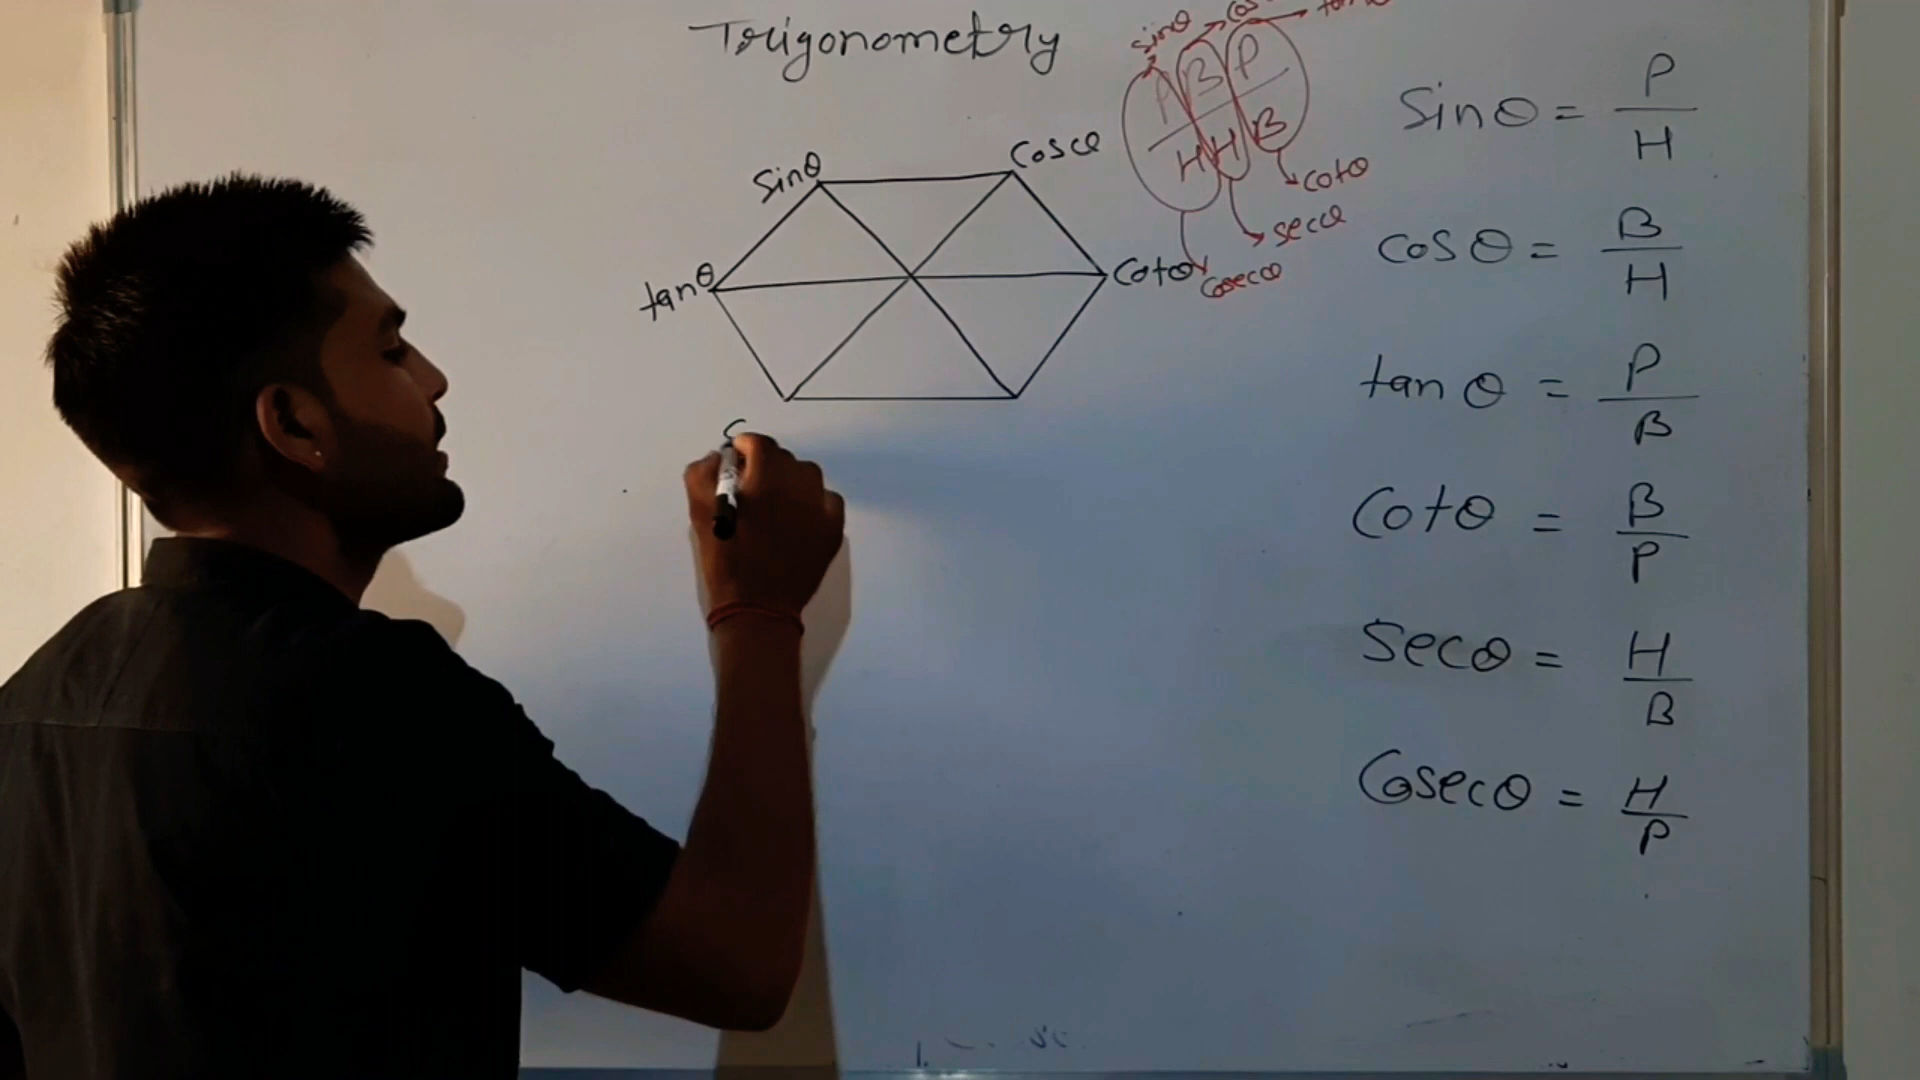 Trigonometry
sinθ
P B P
H H B
cotθ
secθ
cosecθ
sinθ cosθ
tanθ cotθ
Sinθ = P
H
cosθ = B
H
tanθ = P
B
Cotθ = B
P
Secθ = H
B
Cosecθ = H
P